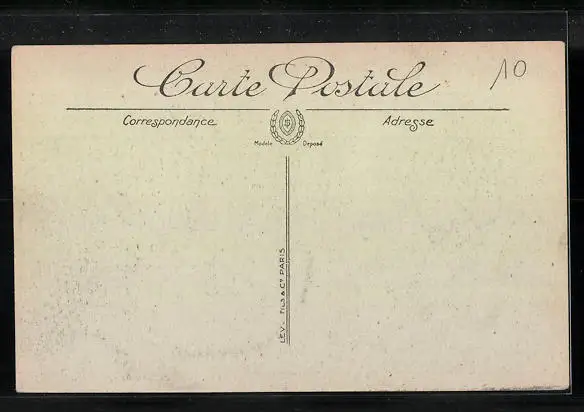 Carte Postale
10
Correspondance
Adresse
Modèle Déposé
LÉVY FILS & Cie PARIS